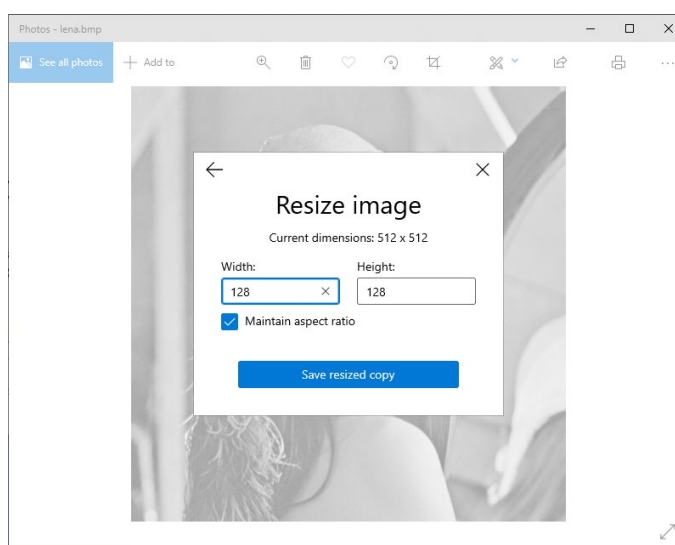 Photos - lena.bmp
See all photos
Add to
Resize image
Current dimensions: 512 x 512
Width: Height:
128 128
Maintain aspect ratio
Save resized copy